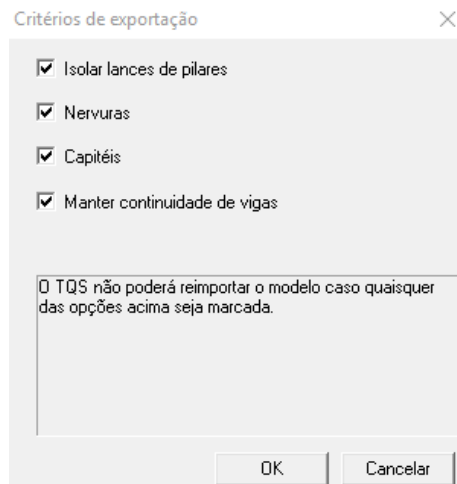 Critérios de exportação
Isolar lances de pilares
Nervuras
Capitéis
Manter continuidade de vigas
O TQS não poderá reimportar o modelo caso quaisquer
das opções acima seja marcada.
OK
Cancelar